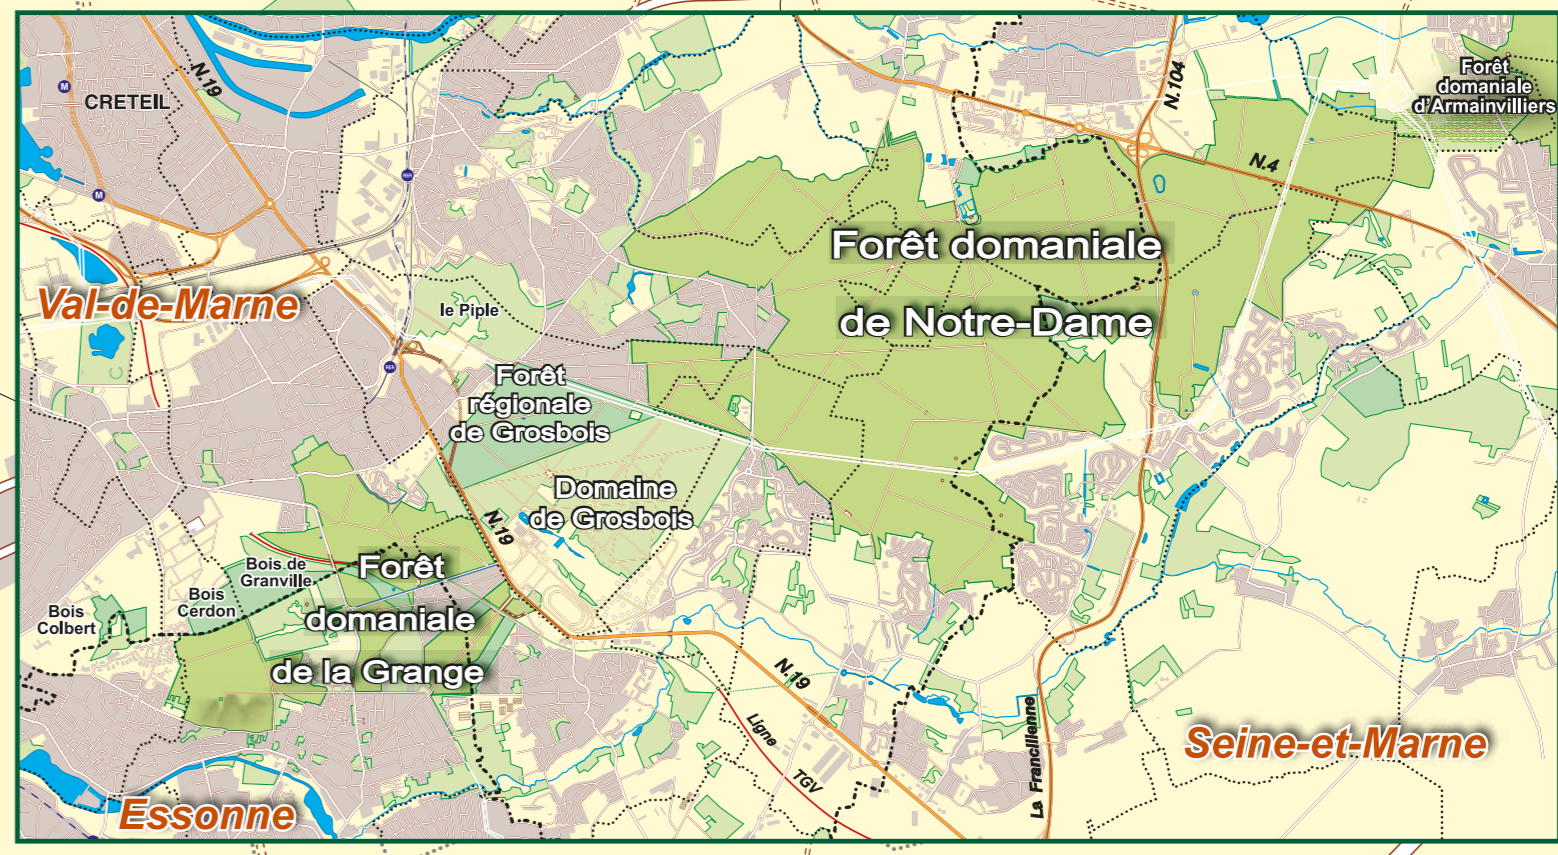 N.19
CRETEIL
M
M
RER
N.104
Forêt
domaniale
d'Armainvilliers
N.4
Forêt domaniale
de Notre-Dame
Val-de-Marne
le Piple
RER
Forêt
régionale
de Grosbois
Domaine
de Grosbois
N.19
Bois de
Granville
Bois
Cerdon
Bois
Colbert
Forêt
domaniale
de la Grange
N.19
Ligne
TGV
La Francilienne
Seine-et-Marne
Essonne